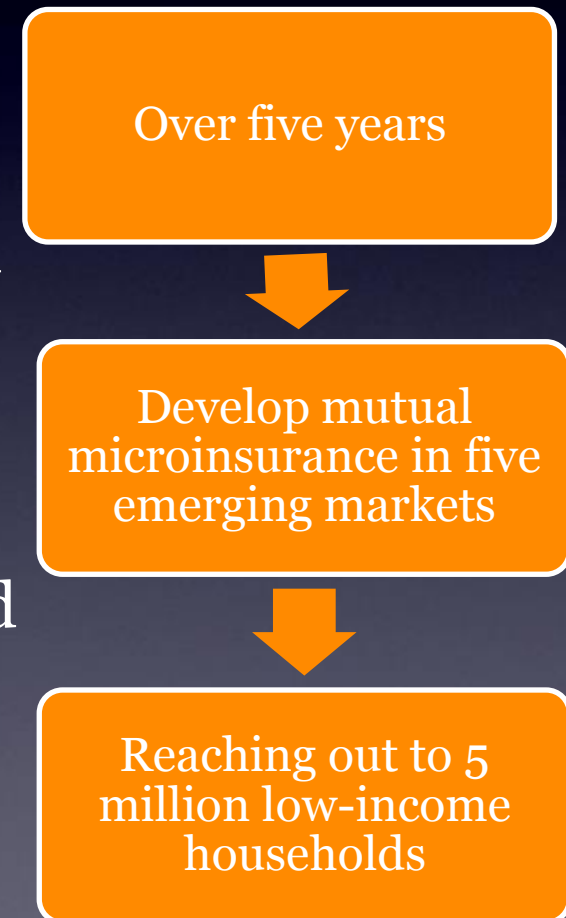 Over five years
Develop mutual
microinsurance in five
emerging markets
d
Reaching out to 5
million low-income
households